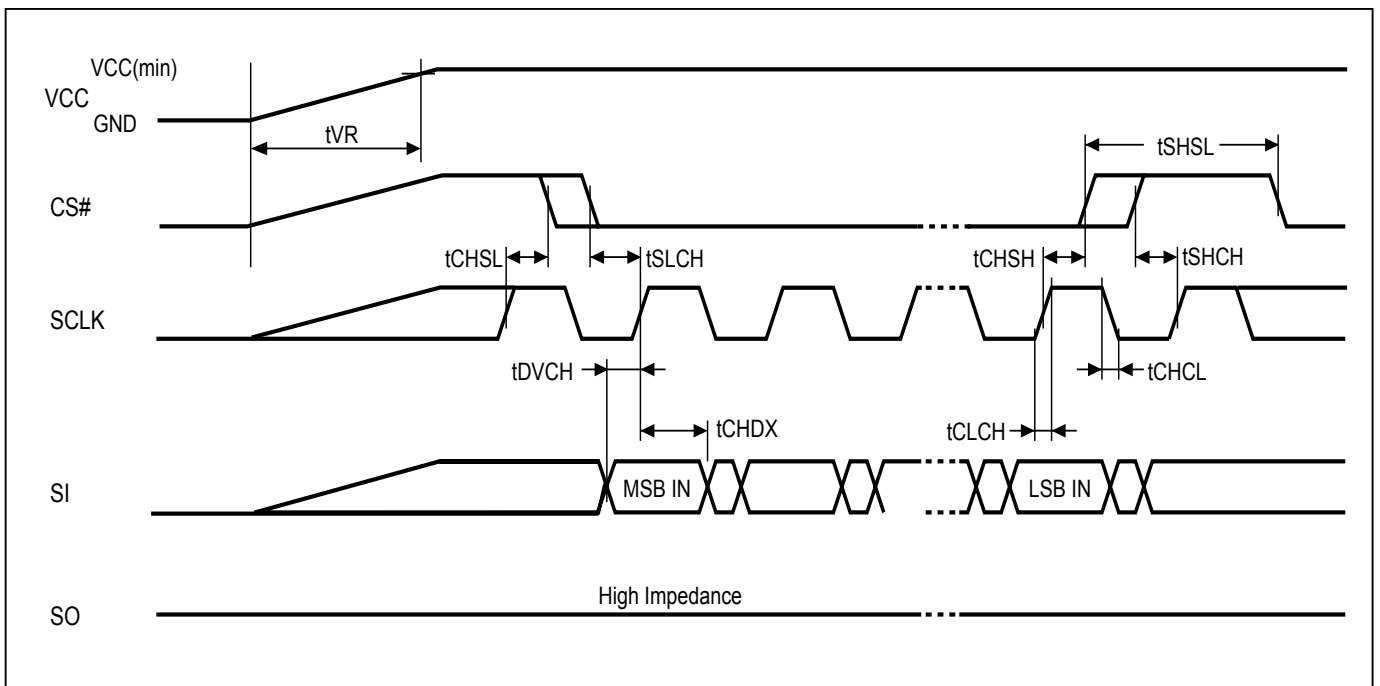 VCC(min)
VCC
GND
tVR
tSHSL
CS#
tCHSL
tSLCH
tCHSH
tSHCH
SCLK
tDVCH
tCHCL
tCHDX
tCLCH
SI
MSB IN
LSB IN
High Impedance
SO